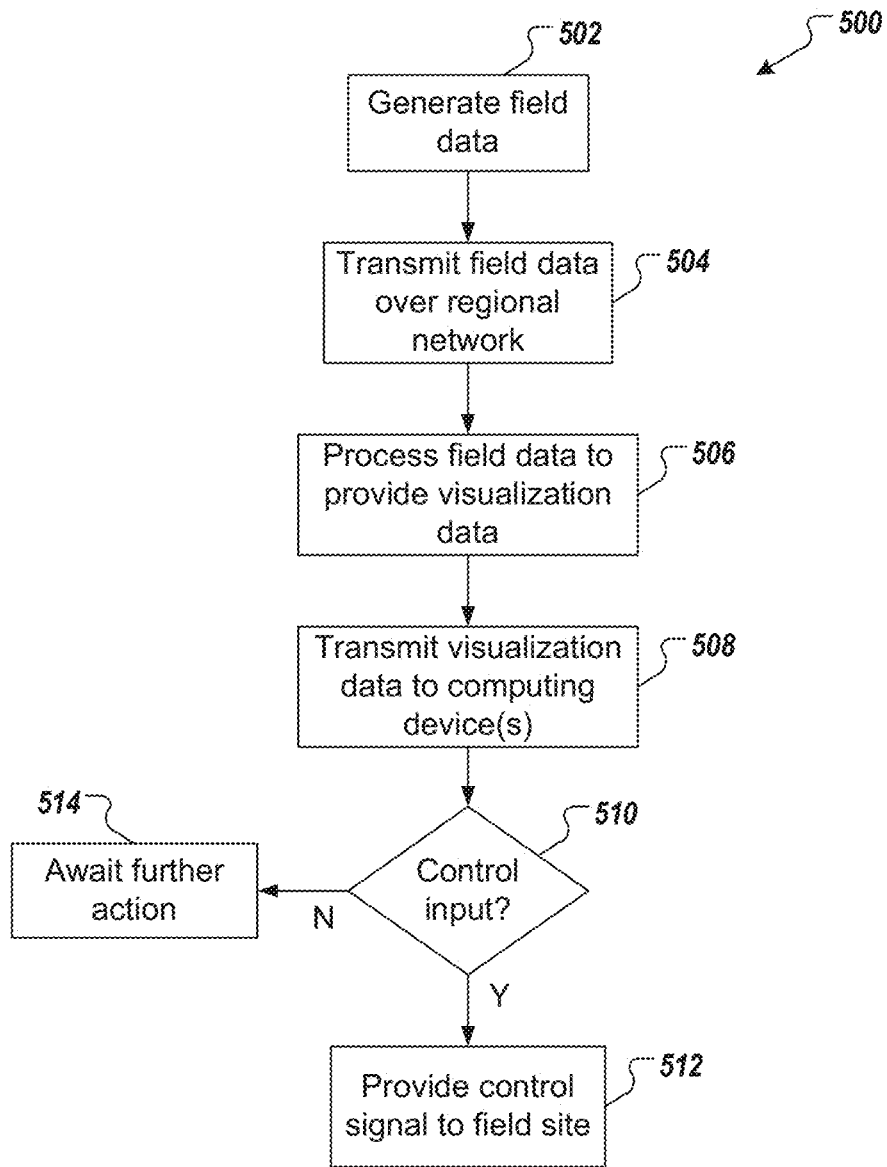 500
502
Generate field
data
504
Transmit field data
over regional
network
506
Process field data to
provide visualization
data
508
Transmit visualization
data to computing
device(s)
510
Control
input?
514
Await further
action
N
Y
512
Provide control
signal to field site